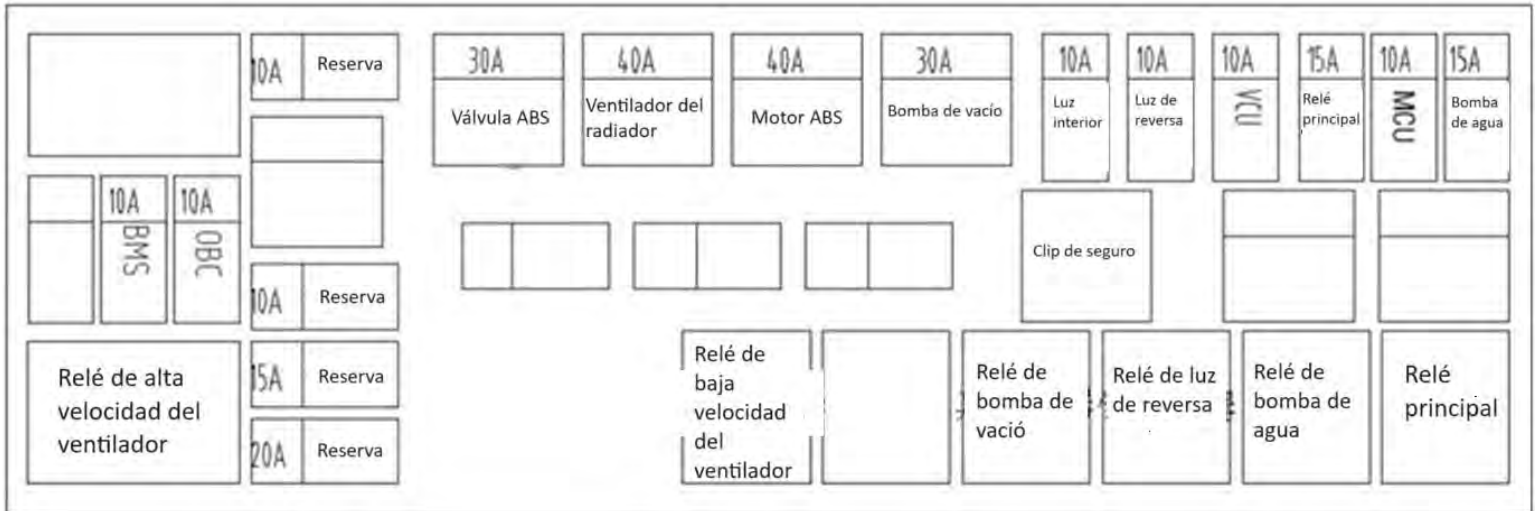 10A Reserva
30A
Válvula ABS
40A
Ventilador del
radiador
40A
Motor ABS
30A
Bomba de vacío
10A
Luz
interior
10A
Luz de
reversa
10A
VCU
15A
Relé
principal
10A
MCU
15A
Bomba
de agua
10A
BMS
10A
OBC
Clip de seguro
10A Reserva
15A Reserva
20A Reserva
Relé de alta
velocidad del
ventilador
Relé de
baja
velocidad
del
ventilador
Relé de
bomba de
vació
Relé de luz
de reversa
Relé de
bomba de
agua
Relé
principal